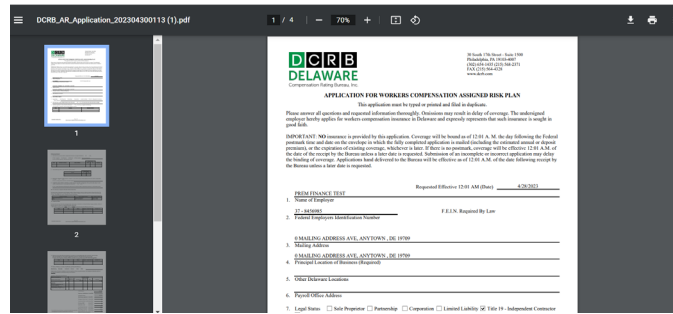 DCRB_AR_Application_202304300113 (1).pdf
1 / 4
70%
1
2
DCRB
DELAWARE
Compensation Rating Bureau, Inc.
30 South 17th Street - Suite 1500
Philadelphia, PA 19103-4007
(302) 654-1435 (215) 568-2371
FAX (215) 564-4328
www.dcrb.com
APPLICATION FOR WORKERS COMPENSATION ASSIGNED RISK PLAN
This application must be typed or printed and filed in duplicate.
Please answer all questions and requested information thoroughly. Omissions may result in delay of coverage. The undersigned
employer hereby applies for workers compensation insurance in Delaware and expressly represents that such insurance is sought in
good faith.
IMPORTANT: NO insurance is provided by this application. Coverage will be bound as of 12:01 A. M. the day following the Federal
postmark time and date on the envelope in which the fully completed application is mailed (including the estimated annual or deposit
premium), or the expiration of existing coverage, whichever is later. If there is no postmark, coverage will be effective 12:01 A.M. of
the date of the receipt by the Bureau unless a later date is requested. Submission of an incomplete or incorrect application may delay
the binding of coverage. Applications hand delivered to the Bureau will be effective as of 12:01 A.M. of the date following receipt by
the Bureau unless a later date is requested.
Requested Effective 12:01 AM (Date) 4/28/2023
PREM FINANCE TEST
1. Name of Employer
37 - 8436985 F.E.I.N. Required By Law
2. Federal Employers Identification Number
0 MAILING ADDRESS AVE, ANYTOWN , DE 19709
3. Mailing Address
0 MAILING ADDRESS AVE, ANYTOWN , DE 19709
4. Principal Location of Business (Required)
5. Other Delaware Locations
6. Payroll Office Address
7. Legal Status Sole Proprietor Partnership Corporation Limited Liability Title 19 - Independent Contractor